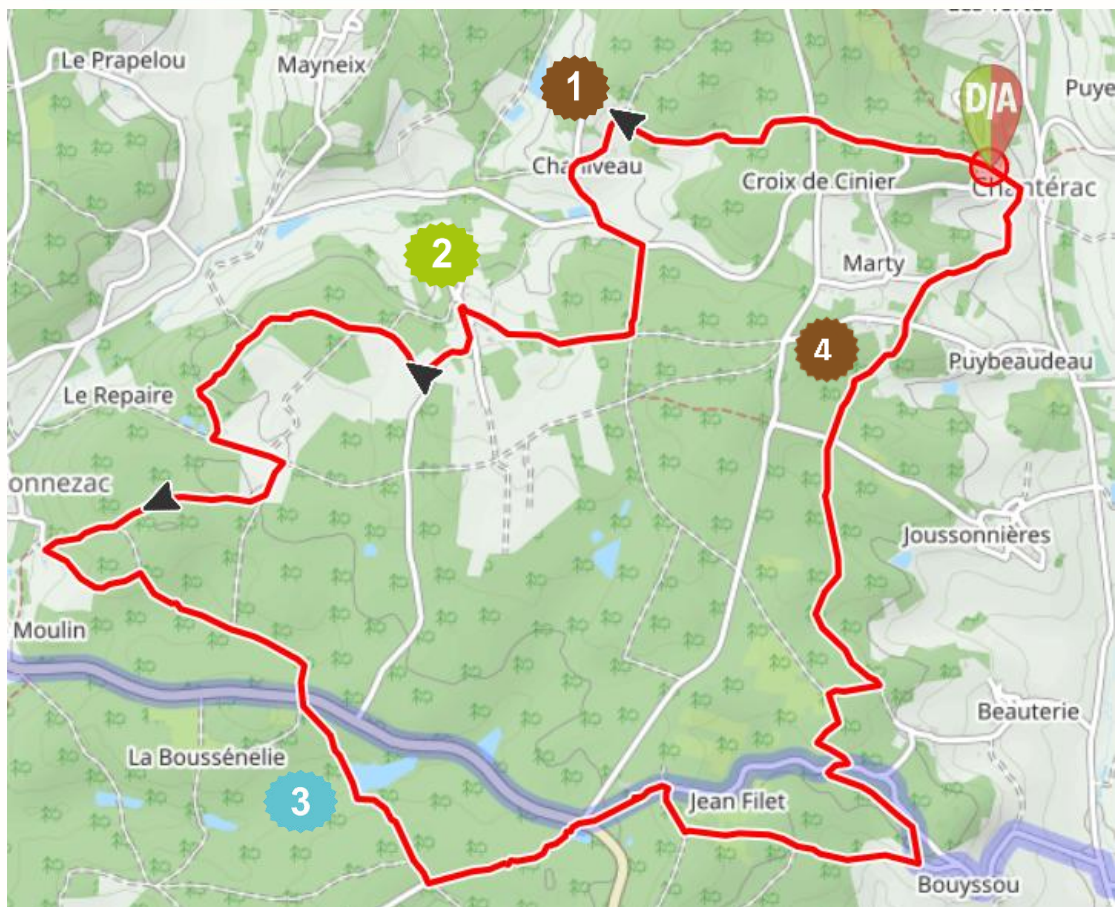 Le Prapelou
Mayneix
1
D/A
Puye
Chaniveau
Croix de Cinier
Chantérac
2
Marty
4
Puybeaudeau
Le Repaire
onnezac
Joussonnières
Moulin
Beauterie
La Boussénelie
3
Jean Filet
Bouyssou